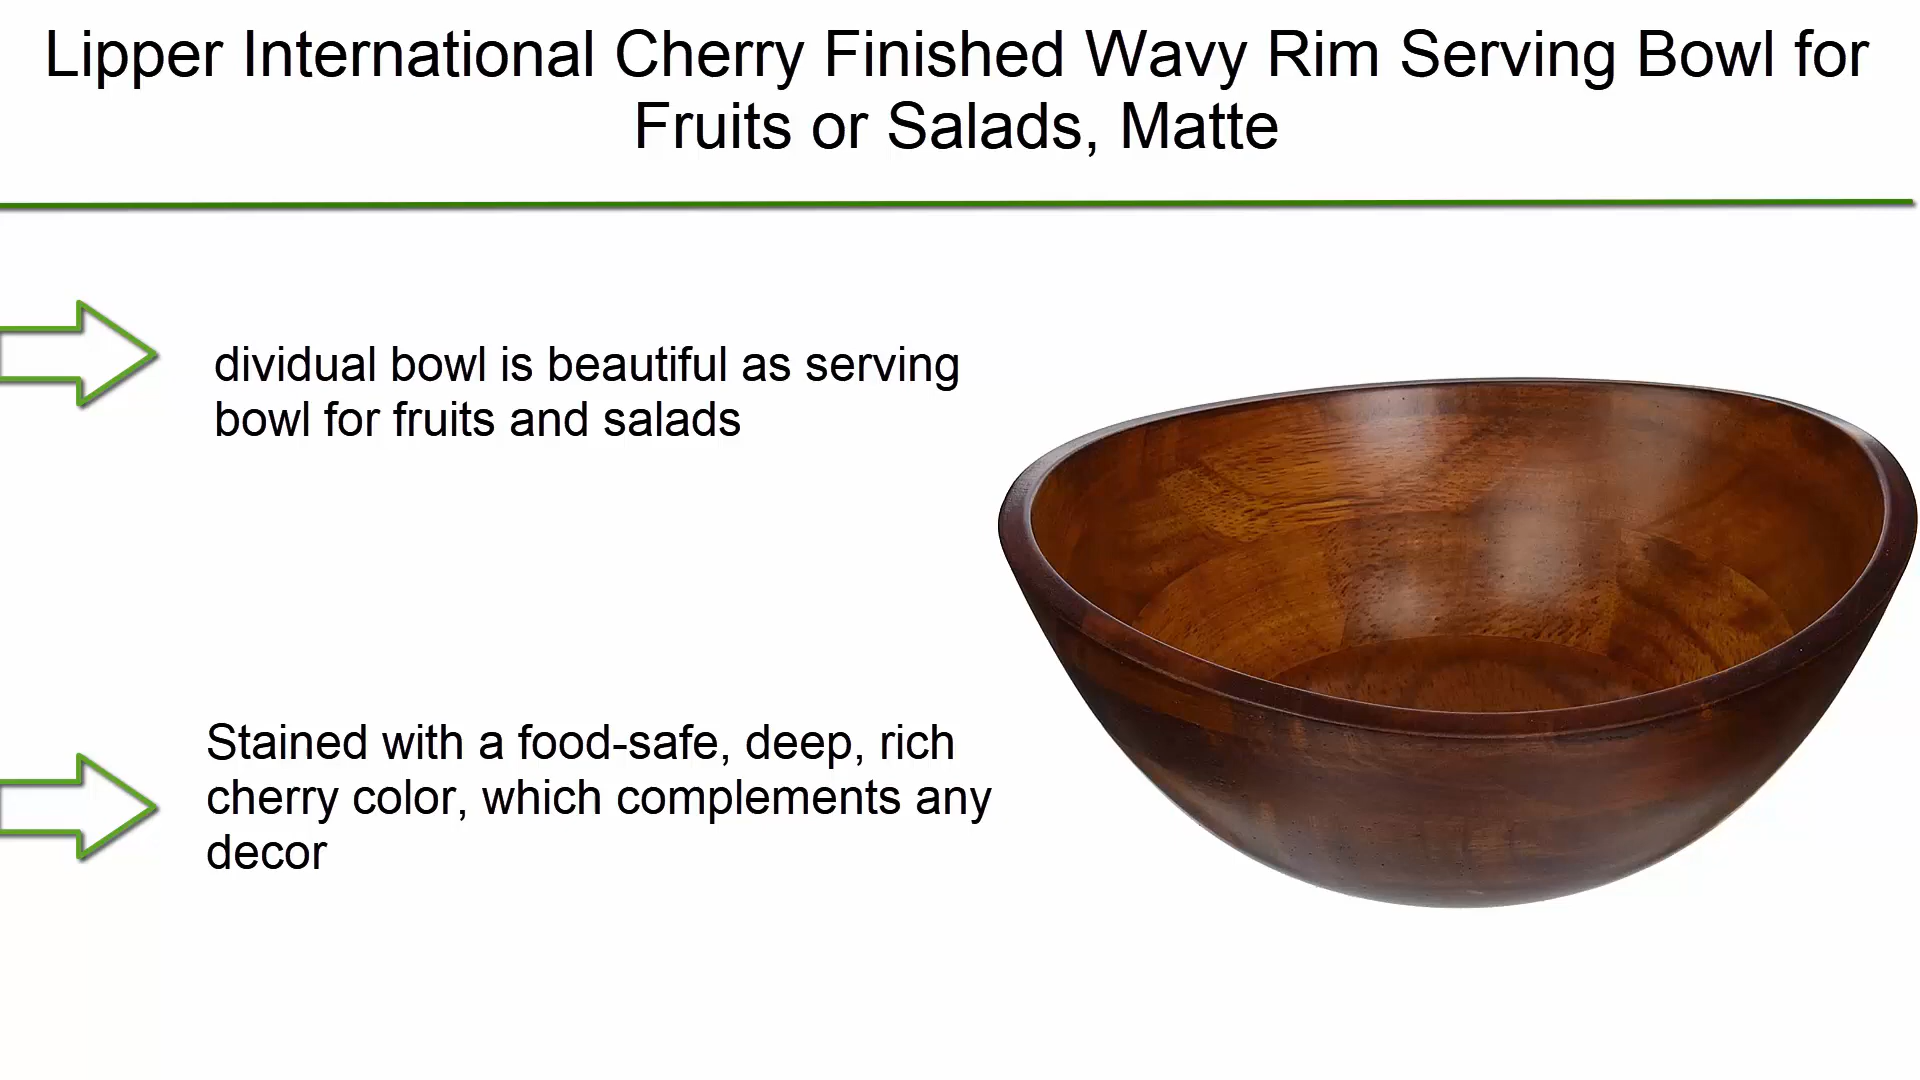 Lipper International Cherry Finished Wavy Rim Serving Bowl for
Fruits or Salads, Matte
dividual bowl is beautiful as serving
bowl for fruits and salads
Stained with a food-safe, deep, rich
cherry color, which complements any
decor